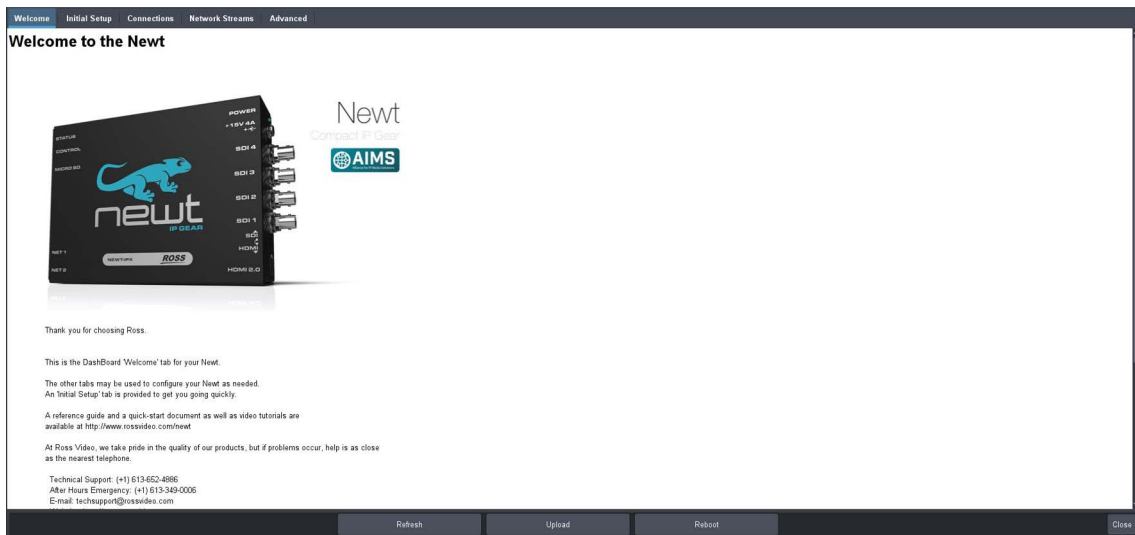 Welcome
Initial Setup
Connections
Network Streams
Advanced
Welcome to the Newt
POWER
+15V 4A
STATUS
CONTROL
MICRO SD
SDI 4
SDI 3
SDI 2
SDI 1
SDI
HDMI
newt
IP GEAR
NET 1
NET 2
NEWT-IPX
ROSS
HDMI 2.0
Newt
Compact IP Gear
AIMS
Thank you for choosing Ross.
This is the DashBoard 'Welcome' tab for your Newt.
The other tabs may be used to configure your Newt as needed.
An 'Initial Setup' tab is provided to get you going quickly.
A reference guide and a quick-start document as well as video tutorials are
available at http://www.rossvideo.com/newt
At Ross Video, we take pride in the quality of our products, but if problems occur, help is as close
as the nearest telephone.
Technical Support: (+1) 613-652-4886
After Hours Emergency: (+1) 613-349-0006
E-mail: techsupport@rossvideo.com
Refresh
Upload
Reboot
Close